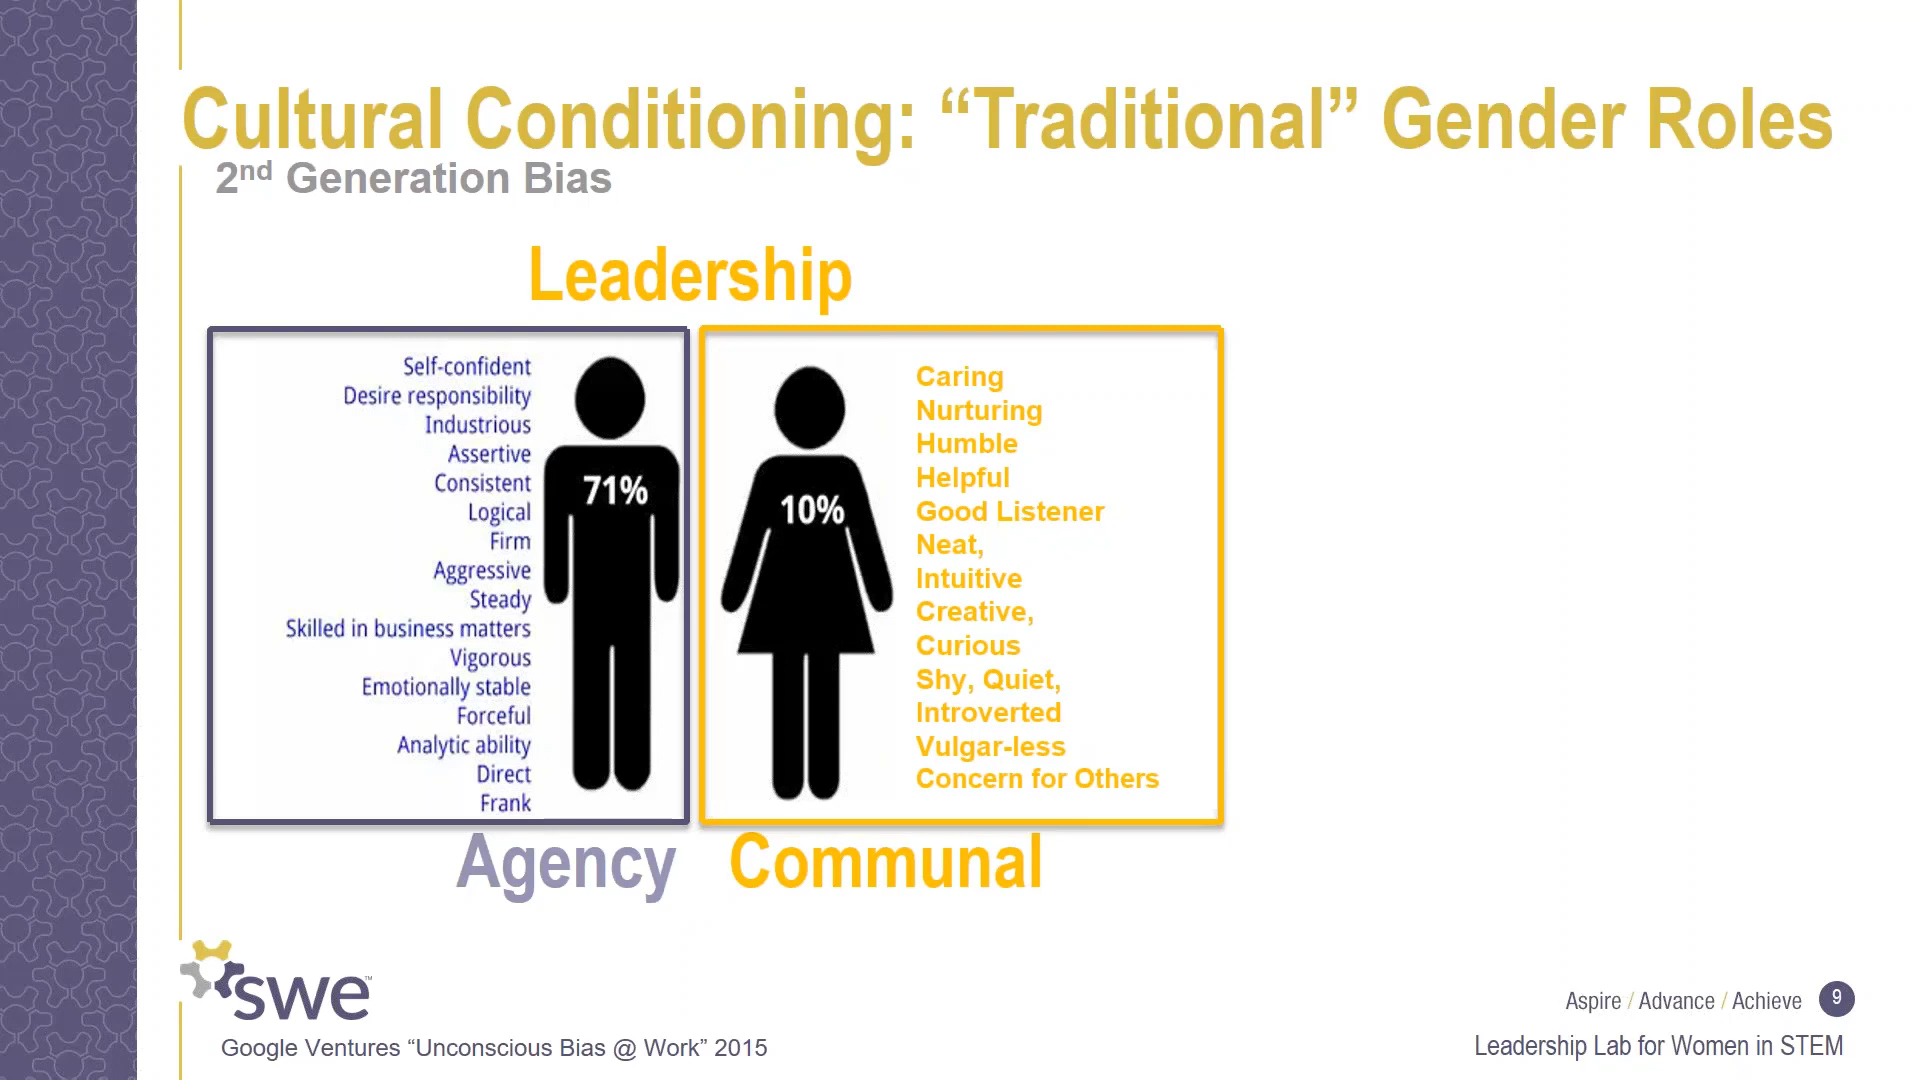 Cultural Conditioning: “Traditional” Gender Roles
2nd Generation Bias
Leadership
Self-confident
Desire responsibility
Industrious
Assertive
Consistent
Logical
Firm
Aggressive
Steady
Skilled in business matters
Vigorous
Emotionally stable
Forceful
Analytic ability
Direct
Frank
71%
10%
Caring
Nurturing
Humble
Helpful
Good Listener
Neat,
Intuitive
Creative,
Curious
Shy, Quiet,
Introverted
Vulgar-less
Concern for Others
Agency
Communal
swe™
Google Ventures “Unconscious Bias @ Work” 2015
Aspire / Advance / Achieve 9
Leadership Lab for Women in STEM